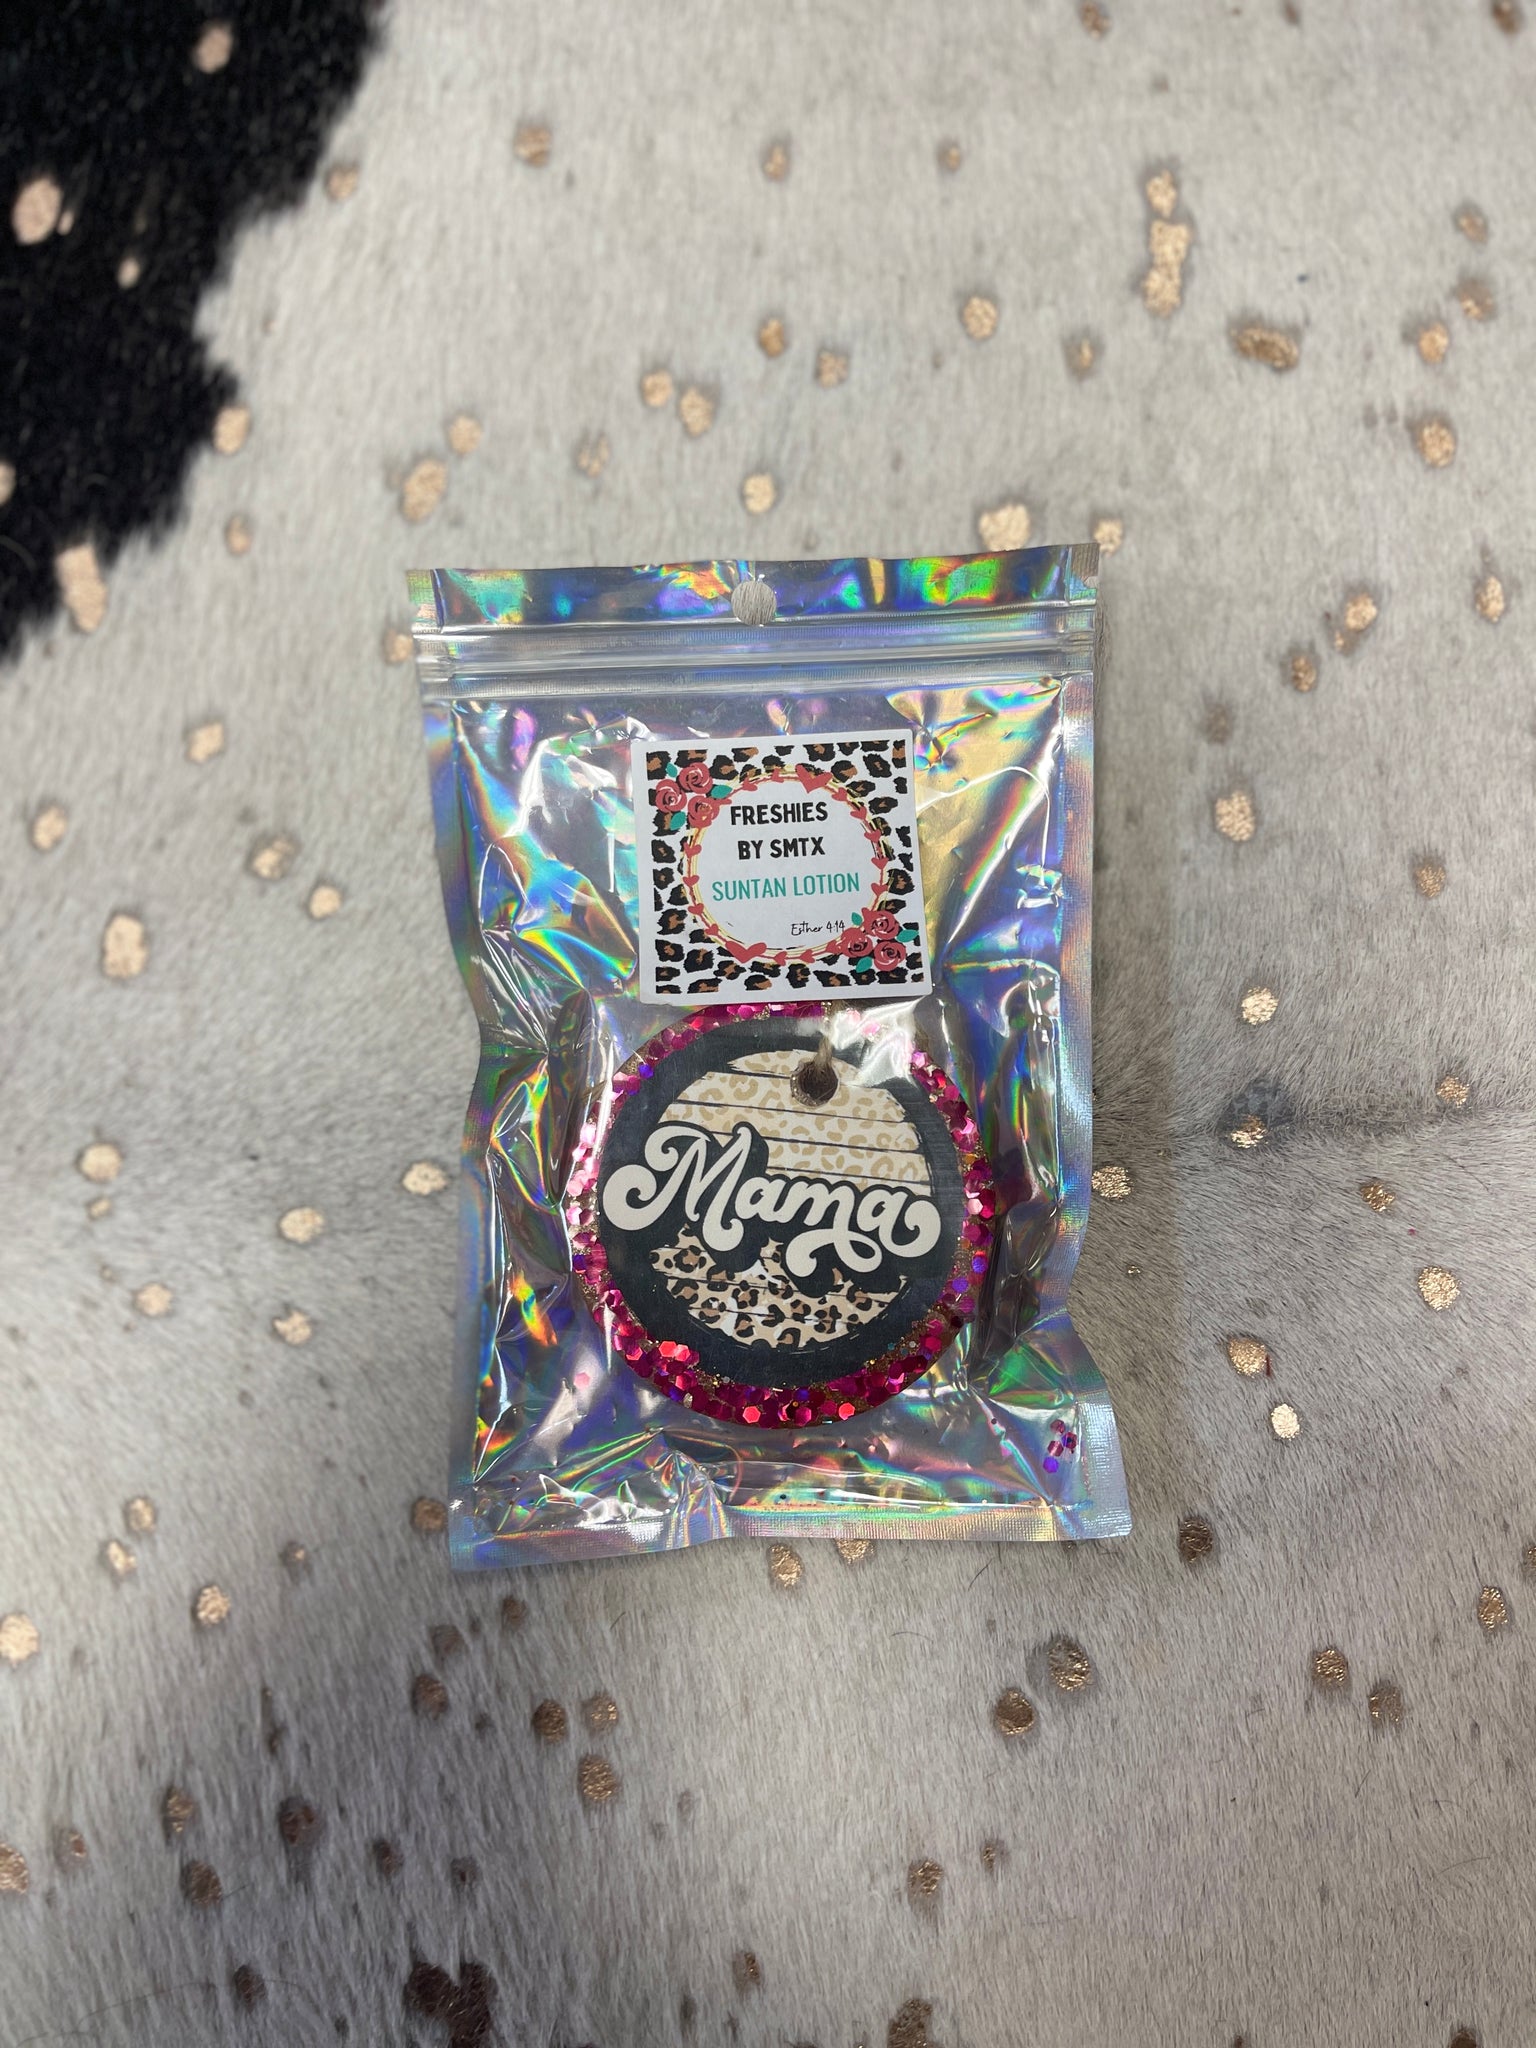 FRESHIES
BY SMTX
SUNTAN LOTION
Esther 4:14
Mama